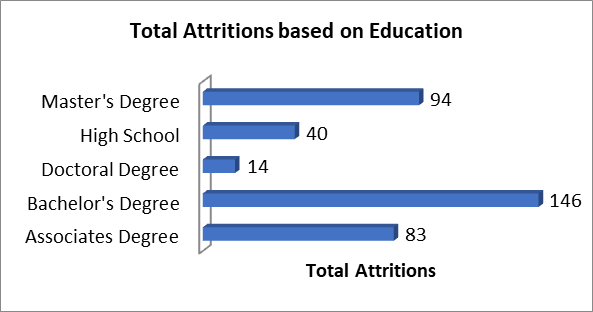 Total Attritions based on Education
Master's Degree 94
High School 40
Doctoral Degree 14
Bachelor's Degree 146
Associates Degree 83
Total Attritions